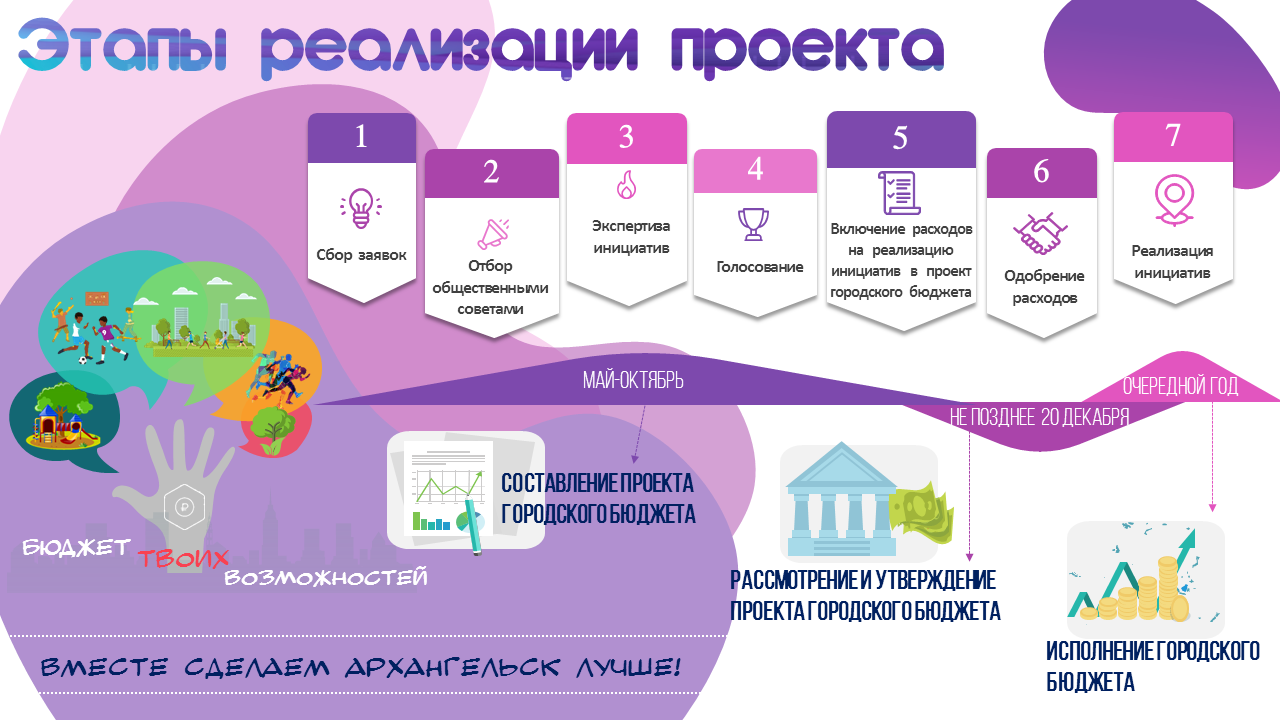 Этапы реализации проекта
1
Сбор заявок
2
Отбор
общественными
советами
3
Экспертива
инициатив
4
Голосование
5
Включение расходов
на реализацию
инициатив в проект
городского бюджета
6
Одобрение
расходов
7
Реализация
инициатив
МАЙ-ОКТЯБРЬ
НЕ ПОЗДНЕЕ 20 ДЕКАБРЯ
ОЧЕРЕДНОЙ ГОД
СОСТАВЛЕНИЕ ПРОЕКТА
ГОРОДСКОГО БЮДЖЕТА
РАССМОТРЕНИЕ И УТВЕРЖДЕНИЕ
ПРОЕКТА ГОРОДСКОГО БЮДЖЕТА
ИСПОЛНЕНИЕ ГОРОДСКОГО
БЮДЖЕТА
₽
БЮДЖЕТ
ТВОИХ
ВОЗМОЖНОСТЕЙ
ВМЕСТЕ СДЕЛАЕМ АРХАНГЕЛЬСК ЛУЧШЕ!